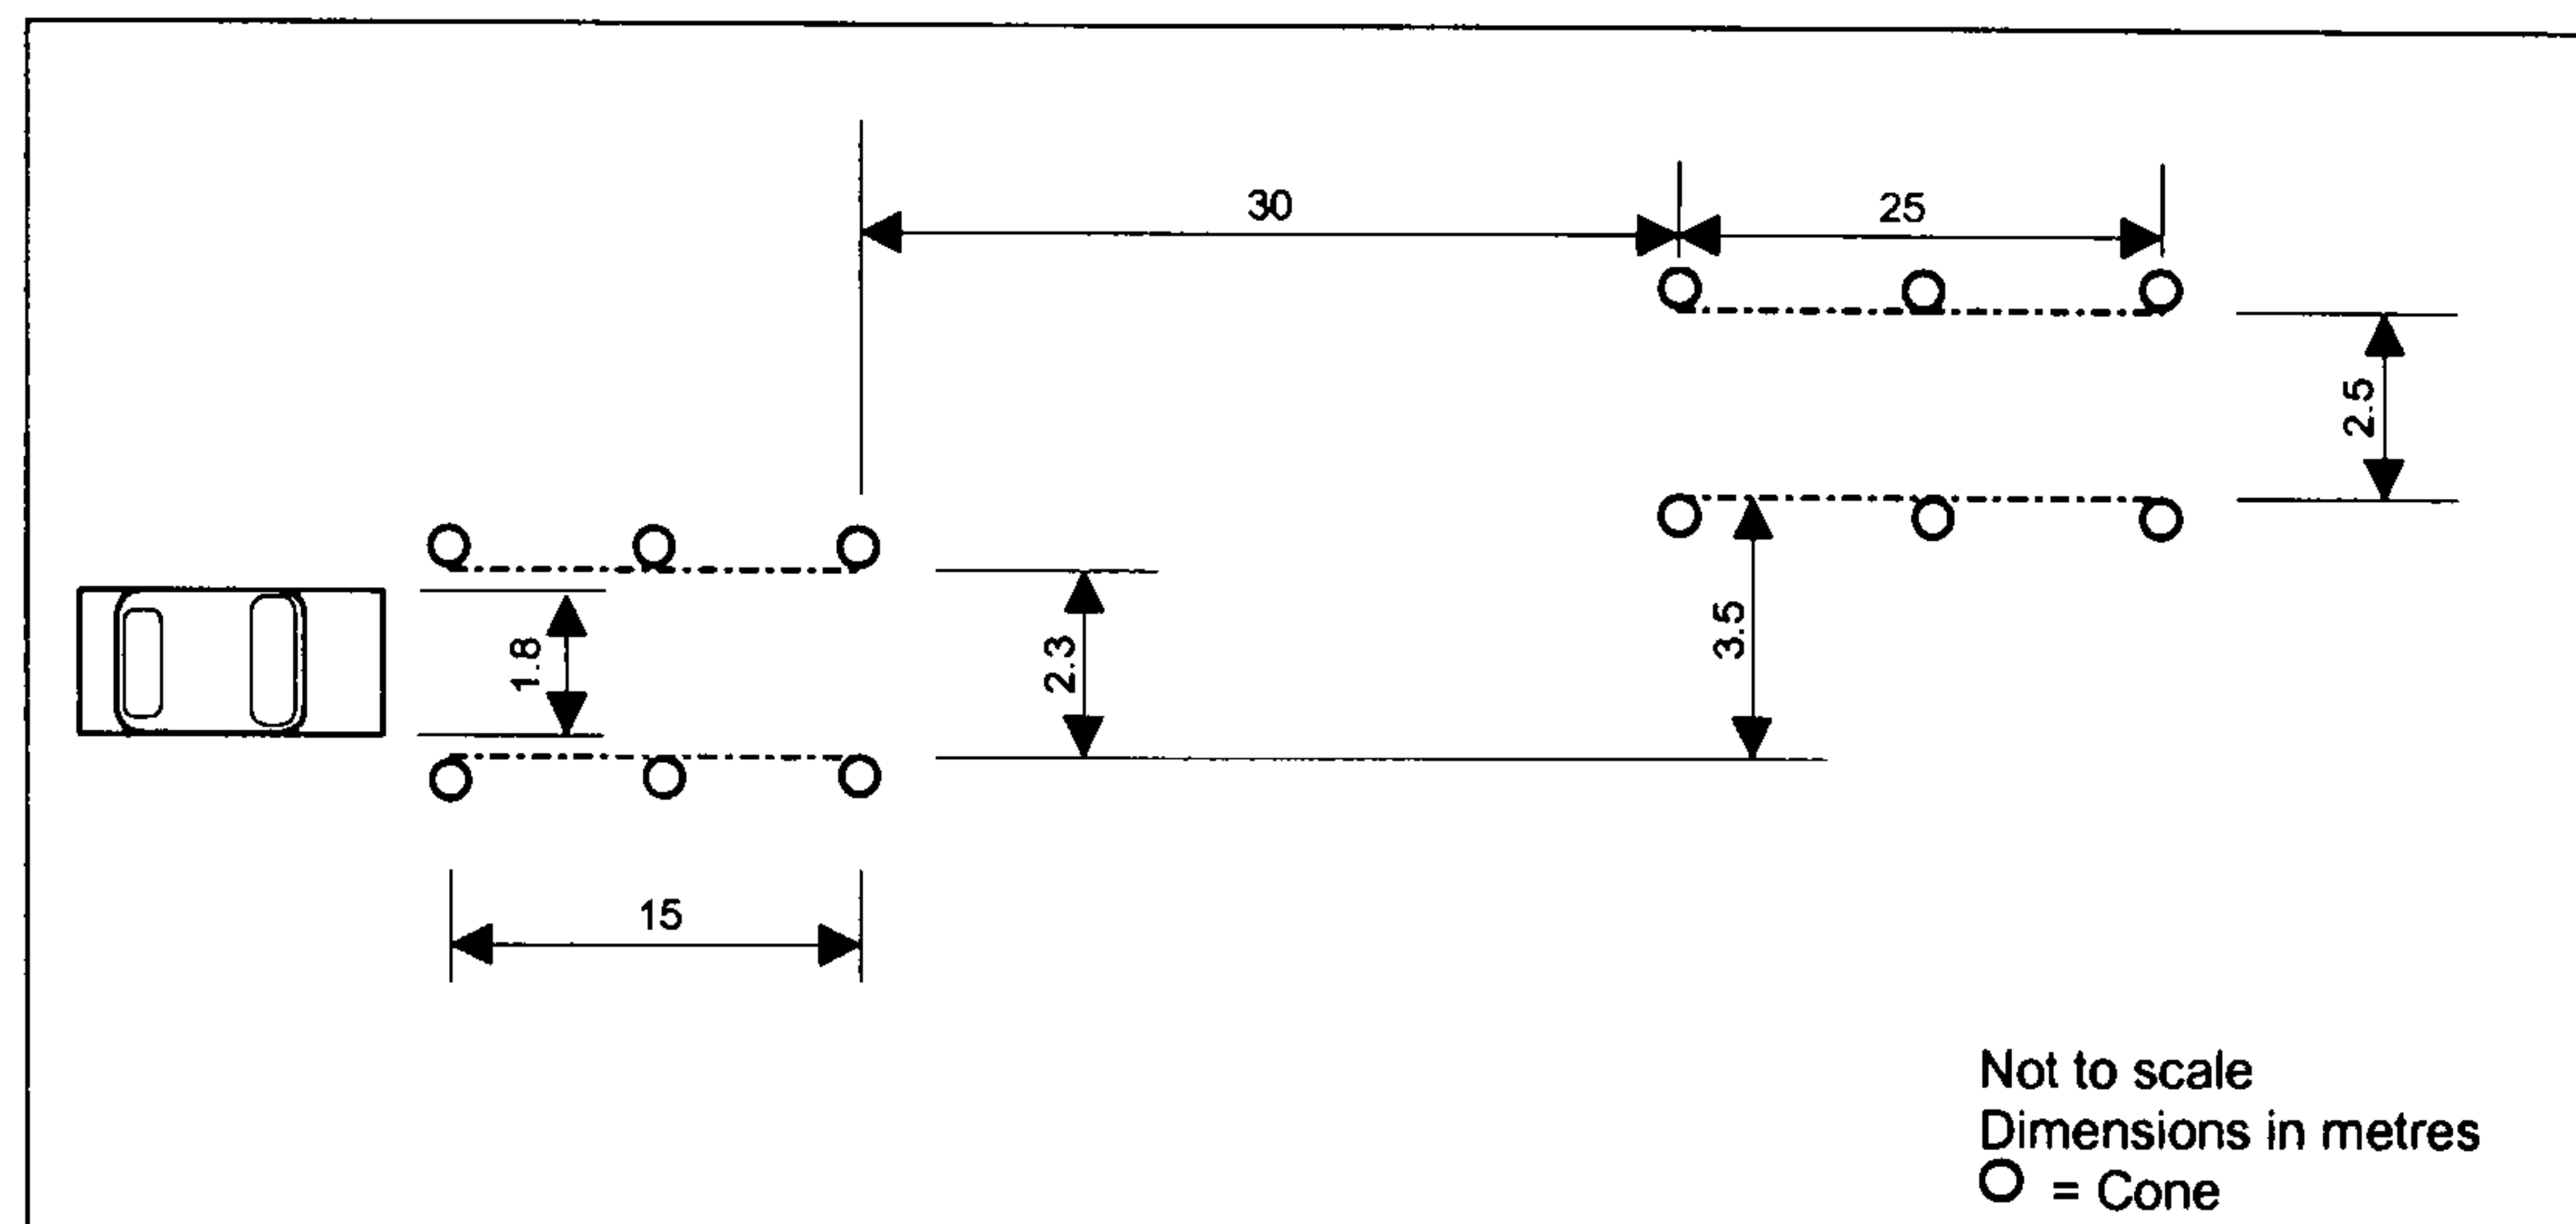 30
25
2.5
1.8
2.3
3.5
15
Not to scale
Dimensions in metres
= Cone